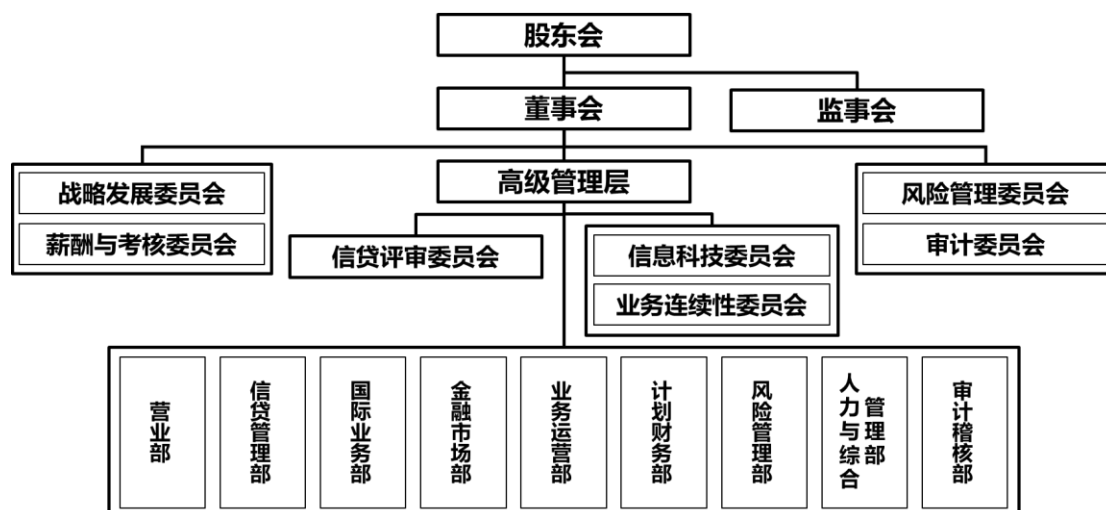 股东会
董事会
监事会
战略发展委员会
薪酬与考核委员会
高级管理层
风险管理委员会
审计委员会
信贷评审委员会
信息科技委员会
业务连续性委员会
营业部
信贷管理部
国际业务部
金融市场部
业务运营部
计划财务部
风险管理部
人力与综合
管理部
审计稽核部